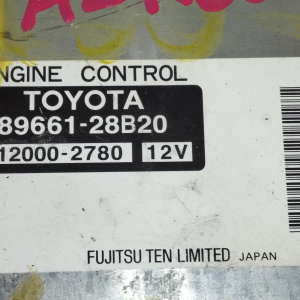 ENGINE CONTROL
TOYOTA
89661-28B20
12000-2780 12V
FUJITSU TEN LIMITED JAPAN